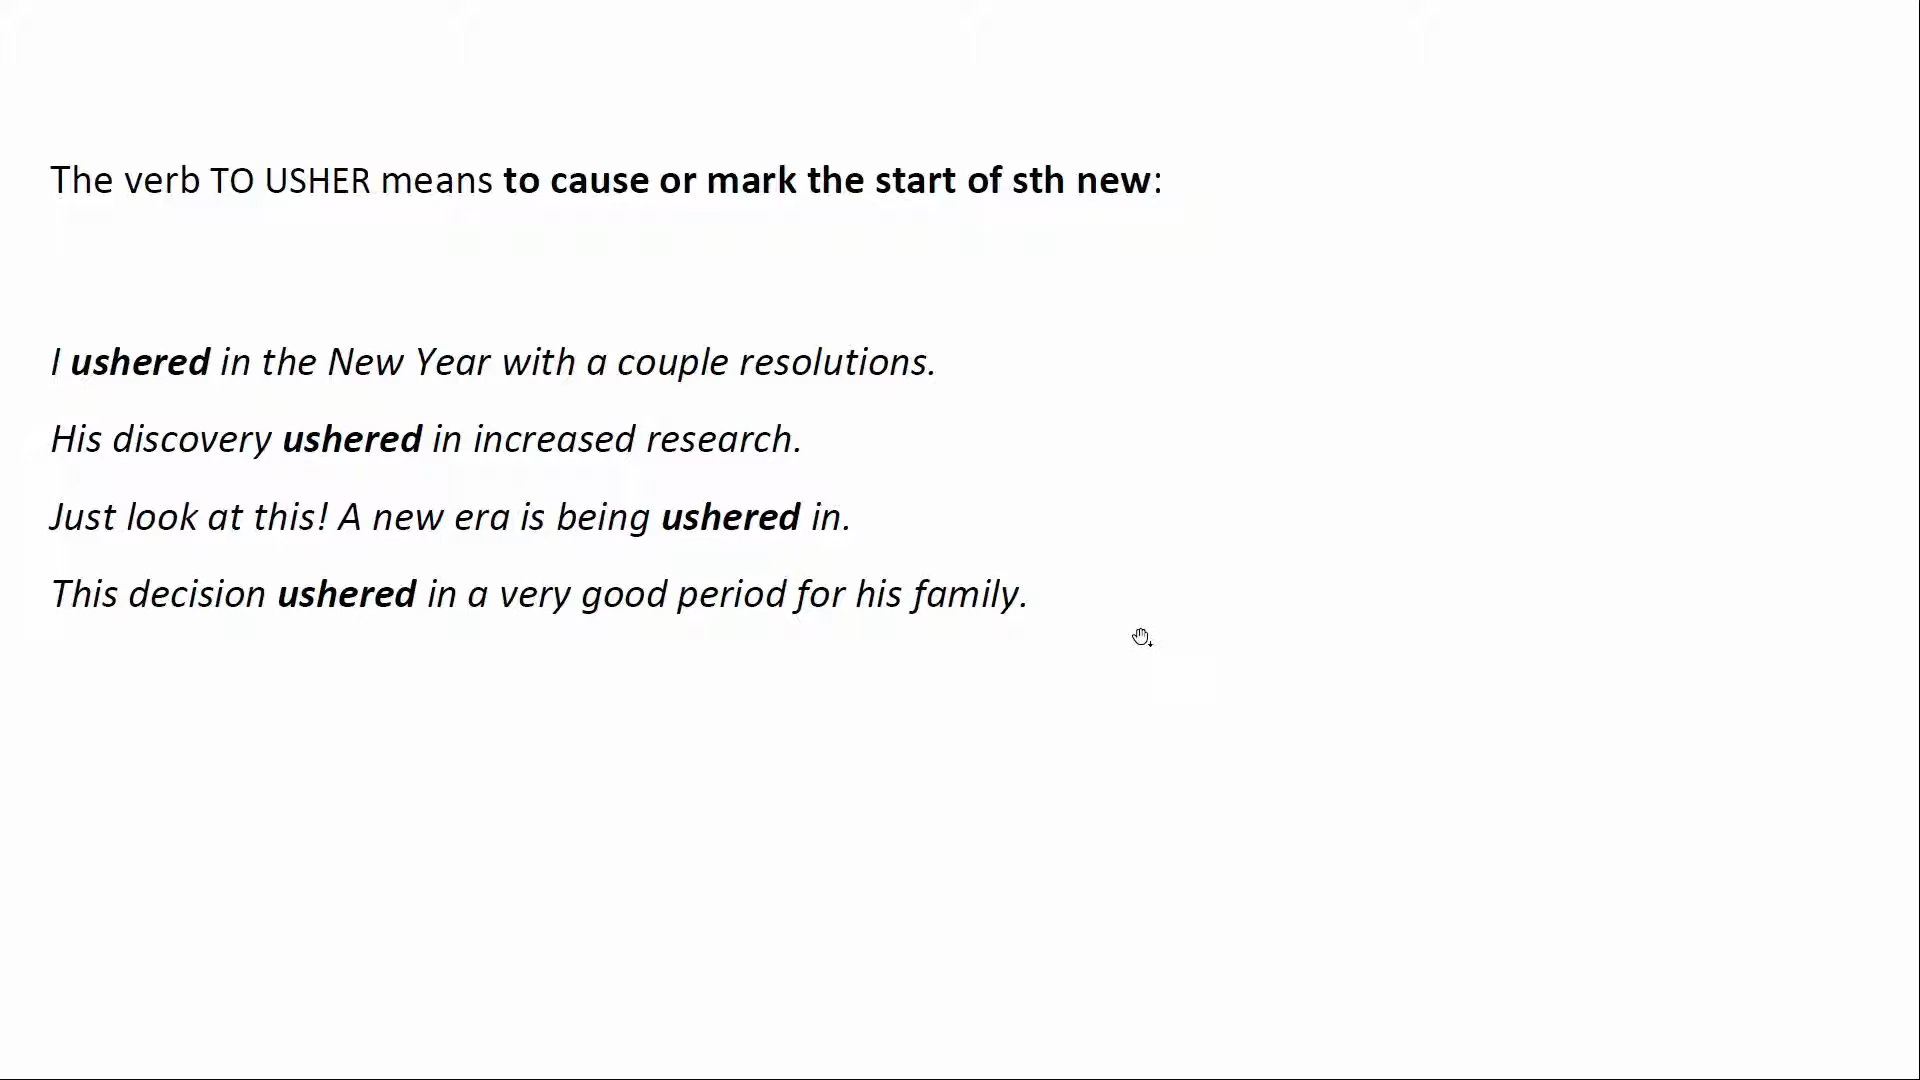 The verb TO USHER means to cause or mark the start of sth new:
I ushered in the New Year with a couple resolutions.
His discovery ushered in increased research.
Just look at this! A new era is being ushered in.
This decision ushered in a very good period for his family.